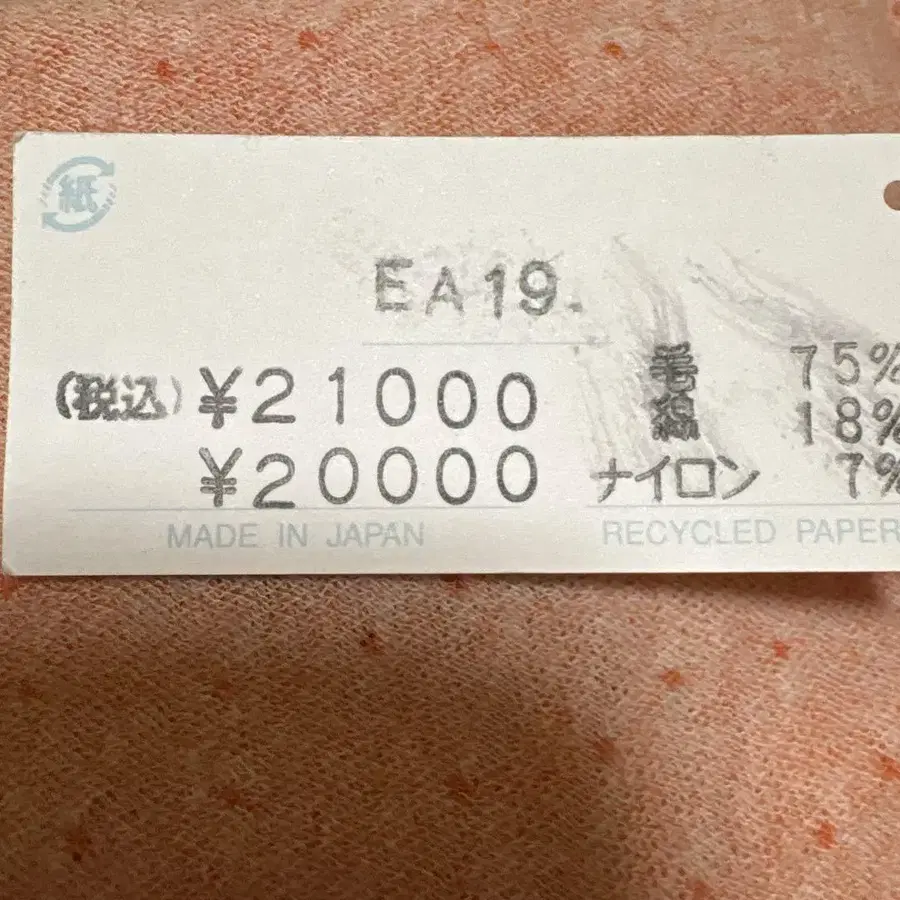 紙
EA19.
(税込) ¥21000
¥20000
毛 75%
18%
ナイロン 7%
MADE IN JAPAN
RECYCLED PAPER